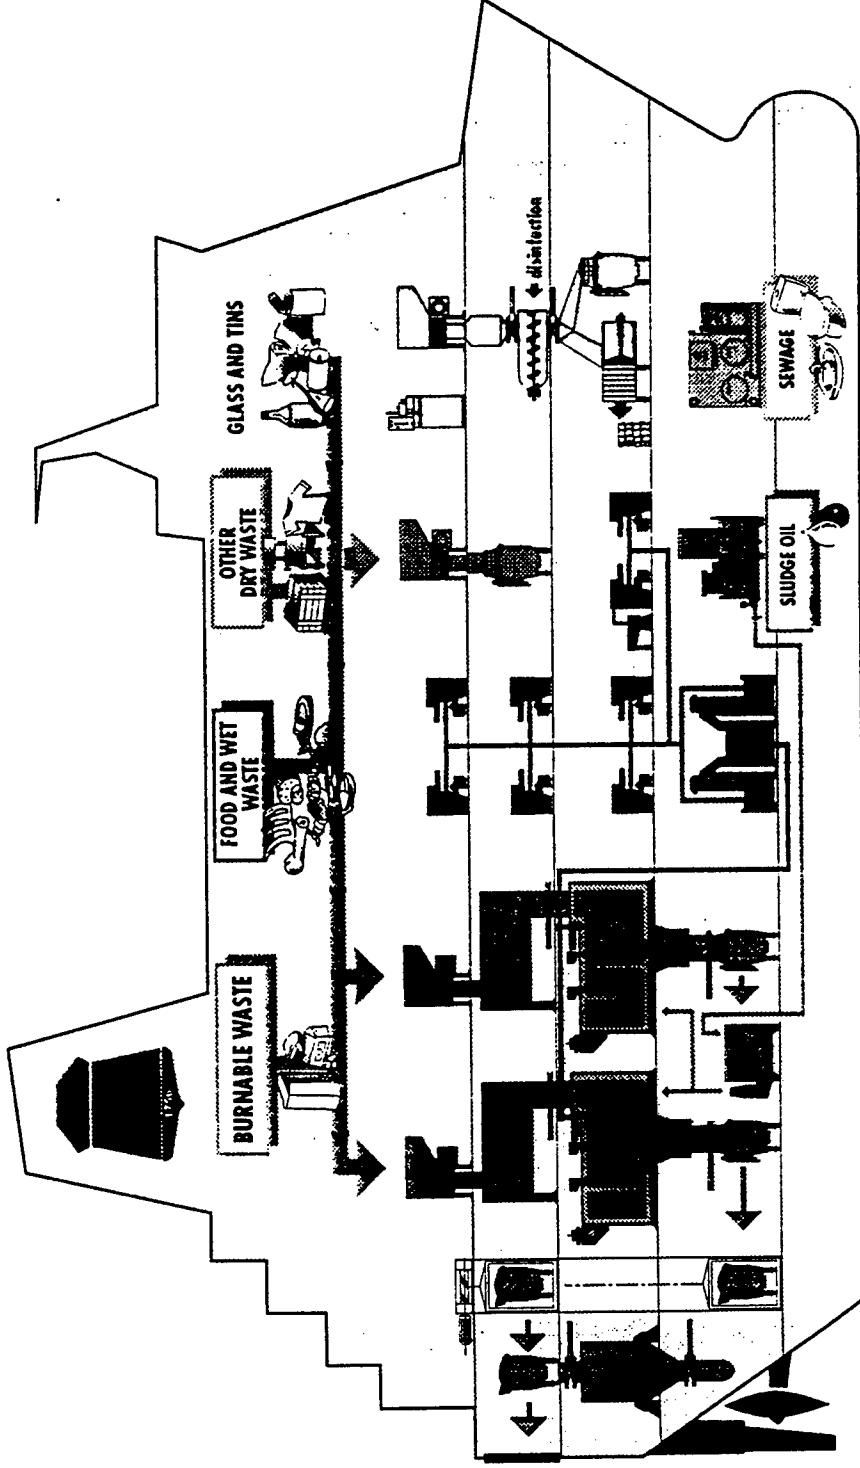 BURNABLE WASTE
FOOD AND WET
WASTE
OTHER
DRY WASTE
GLASS AND TINS
disinfection
SLUDGE OIL
SEWAGE